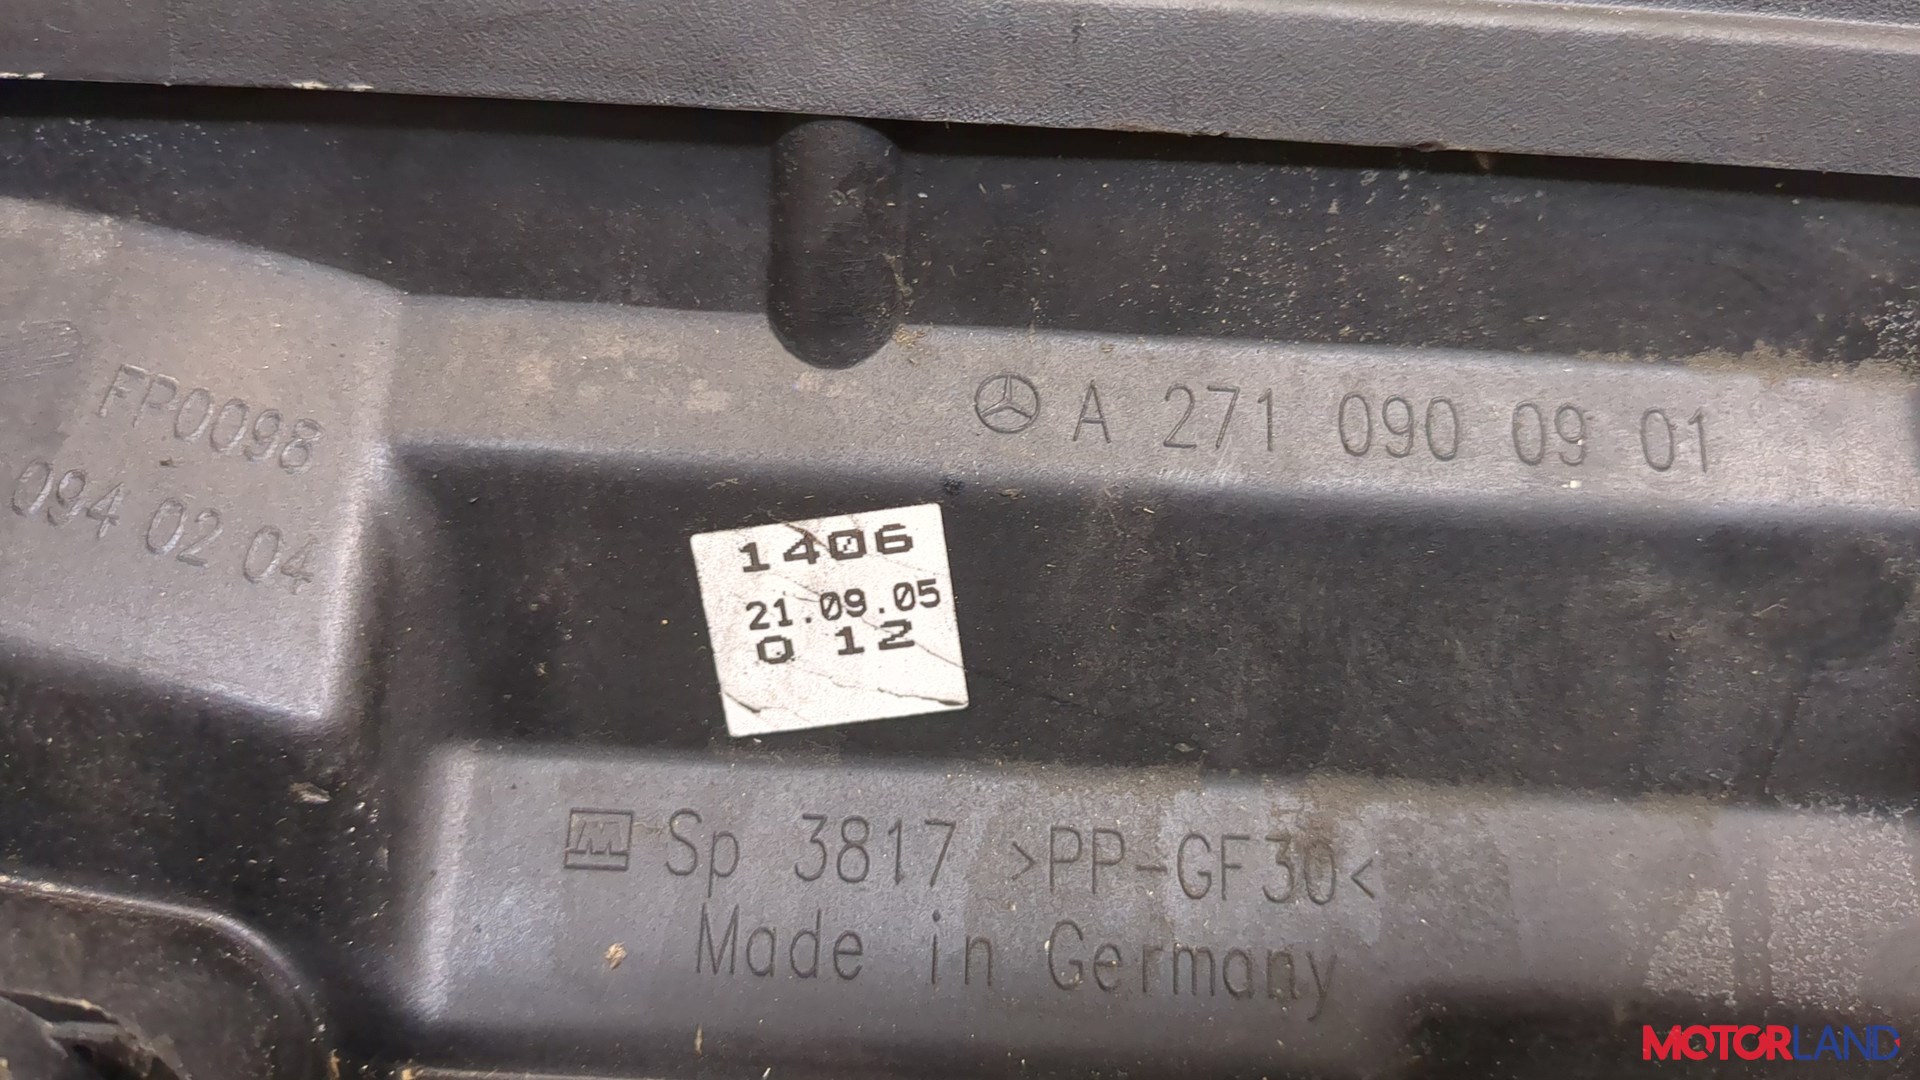 FP0098
094 02 04
A 271 090 09 01
1406
21.09.05
0 12
M Sp 3817 >PP-GF30<
Made in Germany
MOTORLAND